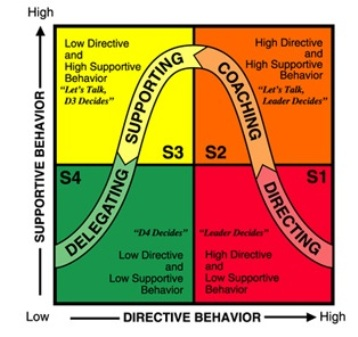 High
Low Directive
and
High Supportive
Behavior
“Let’s Talk,
D3 Decides”
High Directive
and
High Supportive
Behavior
“Let’s Talk,
Leader Decides”
SUPPORTING
COACHING
S3
S2
S4
S1
DELEGATING
DIRECTING
“D4 Decides”
Low Directive
and
Low Supportive
Behavior
“Leader Decides”
High Directive
and
Low Supportive
Behavior
SUPPORTIVE BEHAVIOR
Low
DIRECTIVE BEHAVIOR
High